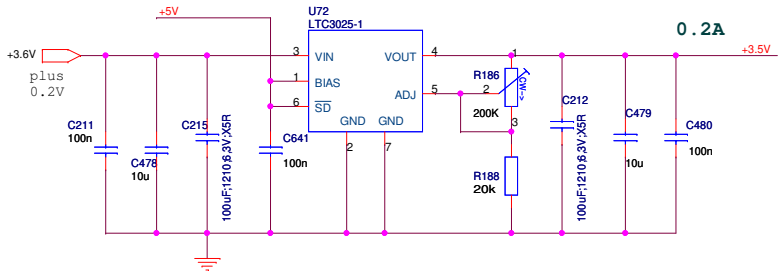 U72
LTC3025-1
+5V
0.2A
+3.6V
plus
0.2V
3
VIN
VOUT
4
1
+3.5V
1
BIAS
ADJ
5
2
R186
CW->
200K
6
SD
GND
GND
2
7
3
C211
100n
C478
10u
C215
100uF;1210;6.3V;X5R
C641
100n
R188
20k
C212
100uF;1210;6.3V;X5R
C479
10u
C480
100n